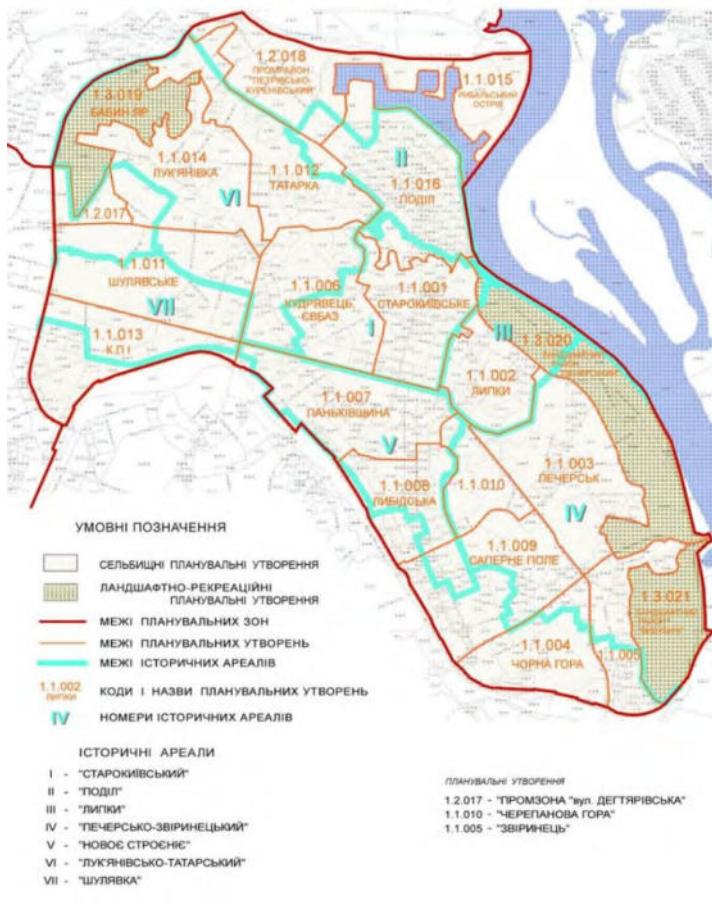 1.2.018
ПРОМРАЙОН
"ПЕТРІВСЬКО-
КУРЕНІВСЬКИЙ"
1.1.015
РИБАЛЬСЬКИЙ
ОСТРІВ
1.3.019
БАБИН ЯР
1.1.014
ЛУК'ЯНІВКА
1.1.012
ТАТАРКА
II
1.1.016
ПОДІЛ
VI
1.2.017
1.1.011
ШУЛЯВСЬКЕ
VII
1.1.006
КУДРЯВЕЦЬ
ЄВБАЗ
1.1.001
СТАРОКИЇВСЬКЕ
I
III
1.3.020
1.1.013
К П І
1.1.002
ЛИПКИ
1.1.007
ПАНЬКІВЩИНА
V
1.1.003
ПЕЧЕРСЬК
1.1.008
ЛИБІДСЬКА
1.1.010
IV
1.1.009
САПЕРНЕ ПОЛЕ
1.3.021
1.1.004
ЧОРНА ГОРА
1.1.005
УМОВНІ ПОЗНАЧЕННЯ
СЕЛЬБИЩНІ ПЛАНУВАЛЬНІ УТВОРЕННЯ
ЛАНДШАФТНО-РЕКРЕАЦІЙНІ
ПЛАНУВАЛЬНІ УТВОРЕННЯ
МЕЖІ ПЛАНУВАЛЬНИХ ЗОН
МЕЖІ ПЛАНУВАЛЬНИХ УТВОРЕНЬ
МЕЖІ ІСТОРИЧНИХ АРЕАЛІВ
1.1.002
ЛИПКИ
КОДИ І НАЗВИ ПЛАНУВАЛЬНИХ УТВОРЕНЬ
IV НОМЕРИ ІСТОРИЧНИХ АРЕАЛІВ
ІСТОРИЧНІ АРЕАЛИ
I - "СТАРОКИЇВСЬКИЙ"
II - "ПОДІЛ"
III - "ЛИПКИ"
IV - "ПЕЧЕРСЬКО-ЗВІРИНЕЦЬКИЙ"
V - "НОВОЄ СТРОЄНІЄ"
VI - "ЛУК'ЯНІВСЬКО-ТАТАРСЬКИЙ"
VII - "ШУЛЯВКА"
ПЛАНУВАЛЬНІ УТВОРЕННЯ
1.2.017 - "ПРОМЗОНА "вул. ДЕГТЯРІВСЬКА"
1.1.010 - "ЧЕРЕПАНОВА ГОРА"
1.1.005 - "ЗВІРИНЕЦЬ"